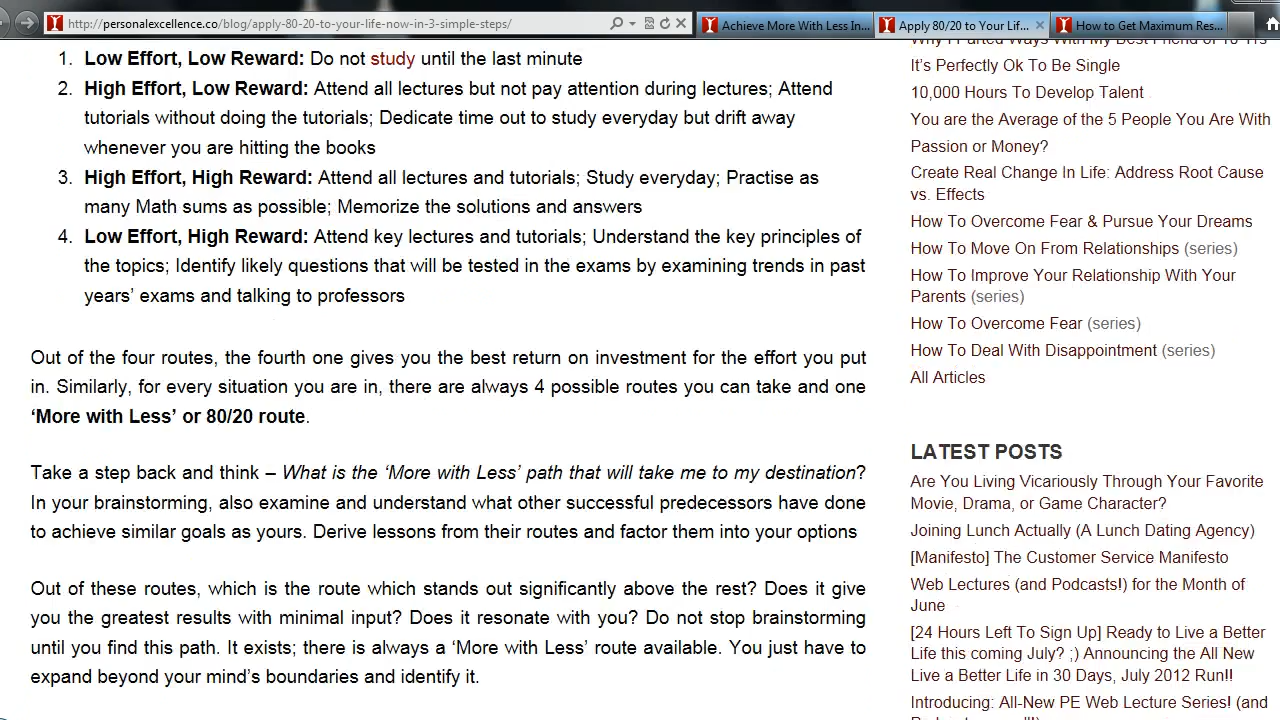 http://personalexcellence.co/blog/apply-80-20-to-your-life-now-in-3-simple-steps/
Achieve More With Less In...
Apply 80/20 to Your Lif...
How to Get Maximum Res...
1. Low Effort, Low Reward: Do not study until the last minute
2. High Effort, Low Reward: Attend all lectures but not pay attention during lectures; Attend
tutorials without doing the tutorials; Dedicate time out to study everyday but drift away
whenever you are hitting the books
3. High Effort, High Reward: Attend all lectures and tutorials; Study everyday; Practise as
many Math sums as possible; Memorize the solutions and answers
4. Low Effort, High Reward: Attend key lectures and tutorials; Understand the key principles of
the topics; Identify likely questions that will be tested in the exams by examining trends in past
years’ exams and talking to professors
Out of the four routes, the fourth one gives you the best return on investment for the effort you put
in. Similarly, for every situation you are in, there are always 4 possible routes you can take and one
‘More with Less’ or 80/20 route.
Take a step back and think – What is the ‘More with Less’ path that will take me to my destination?
In your brainstorming, also examine and understand what other successful predecessors have done
to achieve similar goals as yours. Derive lessons from their routes and factor them into your options
Out of these routes, which is the route which stands out significantly above the rest? Does it give
you the greatest results with minimal input? Does it resonate with you? Do not stop brainstorming
until you find this path. It exists; there is always a ‘More with Less’ route available. You just have to
expand beyond your mind’s boundaries and identify it.
Why I Parted Ways With My Best Friend of 10 Yrs
It’s Perfectly Ok To Be Single
10,000 Hours To Develop Talent
You are the Average of the 5 People You Are With
Passion or Money?
Create Real Change In Life: Address Root Cause
vs. Effects
How To Overcome Fear & Pursue Your Dreams
How To Move On From Relationships (series)
How To Improve Your Relationship With Your
Parents (series)
How To Overcome Fear (series)
How To Deal With Disappointment (series)
All Articles
LATEST POSTS
Are You Living Vicariously Through Your Favorite
Movie, Drama, or Game Character?
Joining Lunch Actually (A Lunch Dating Agency)
[Manifesto] The Customer Service Manifesto
Web Lectures (and Podcasts!) for the Month of
June
[24 Hours Left To Sign Up] Ready to Live a Better
Life this coming July? ;) Announcing the All New
Live a Better Life in 30 Days, July 2012 Run!!
Introducing: All-New PE Web Lecture Series! (and